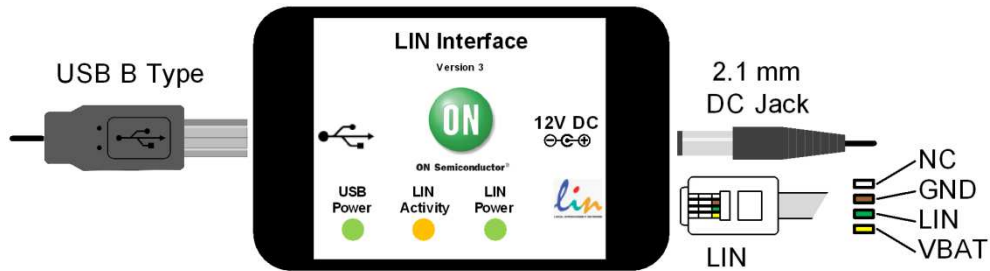 USB B Type
LIN Interface
Version 3
ON
ON Semiconductor®
12V DC
USB
Power
LIN
Activity
LIN
Power
lin
2.1 mm
DC Jack
LIN
NC
GND
LIN
VBAT